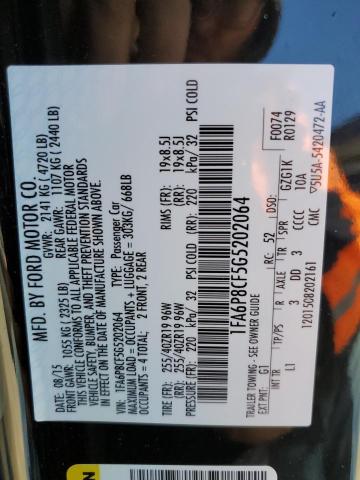 MFD. BY FORD MOTOR CO.
DATE: 08/15 GVWR: 2141 KG ( 4720 LB)
FRONT GAWR: 1055 KG ( 2325 LB) REAR GAWR: 1107 KG ( 2440 LB)
THIS VEHICLE CONFORMS TO ALL APPLICABLE FEDERAL MOTOR
VEHICLE SAFETY, BUMPER, AND THEFT PREVENTION STANDARDS
IN EFFECT ON THE DATE OF MANUFACTURE SHOWN ABOVE.
VIN: 1FA6P8CF5G5202064 TYPE: Passenger Car
MAXIMUM LOAD = OCCUPANTS + LUGGAGE = 303KG / 668LB
OCCUPANTS = 4 TOTAL: 2 FRONT, 2 REAR
TIRE (FR): 255/40ZR19 96W RIMS (FR): 19x8.5J
TIRE (RR): 255/40ZR19 96W RIMS (RR): 19x8.5J
PRESSURE(FR): 220 kPa/ 32 PSI COLD (RR): 220 kPa/ 32 PSI COLD
1FA6P8CF5G5202064
TRAILER TOWING - SEE OWNER GUIDE
F0074
R0129
EXT PNT: G1 RC: 52 DSO:
INT TR TP/PS R AXLE TR SPR GZG1K
LI 3 DD 3 CCCC 10A
12015082021​61 CMC ▽5U5A-5420472-AA